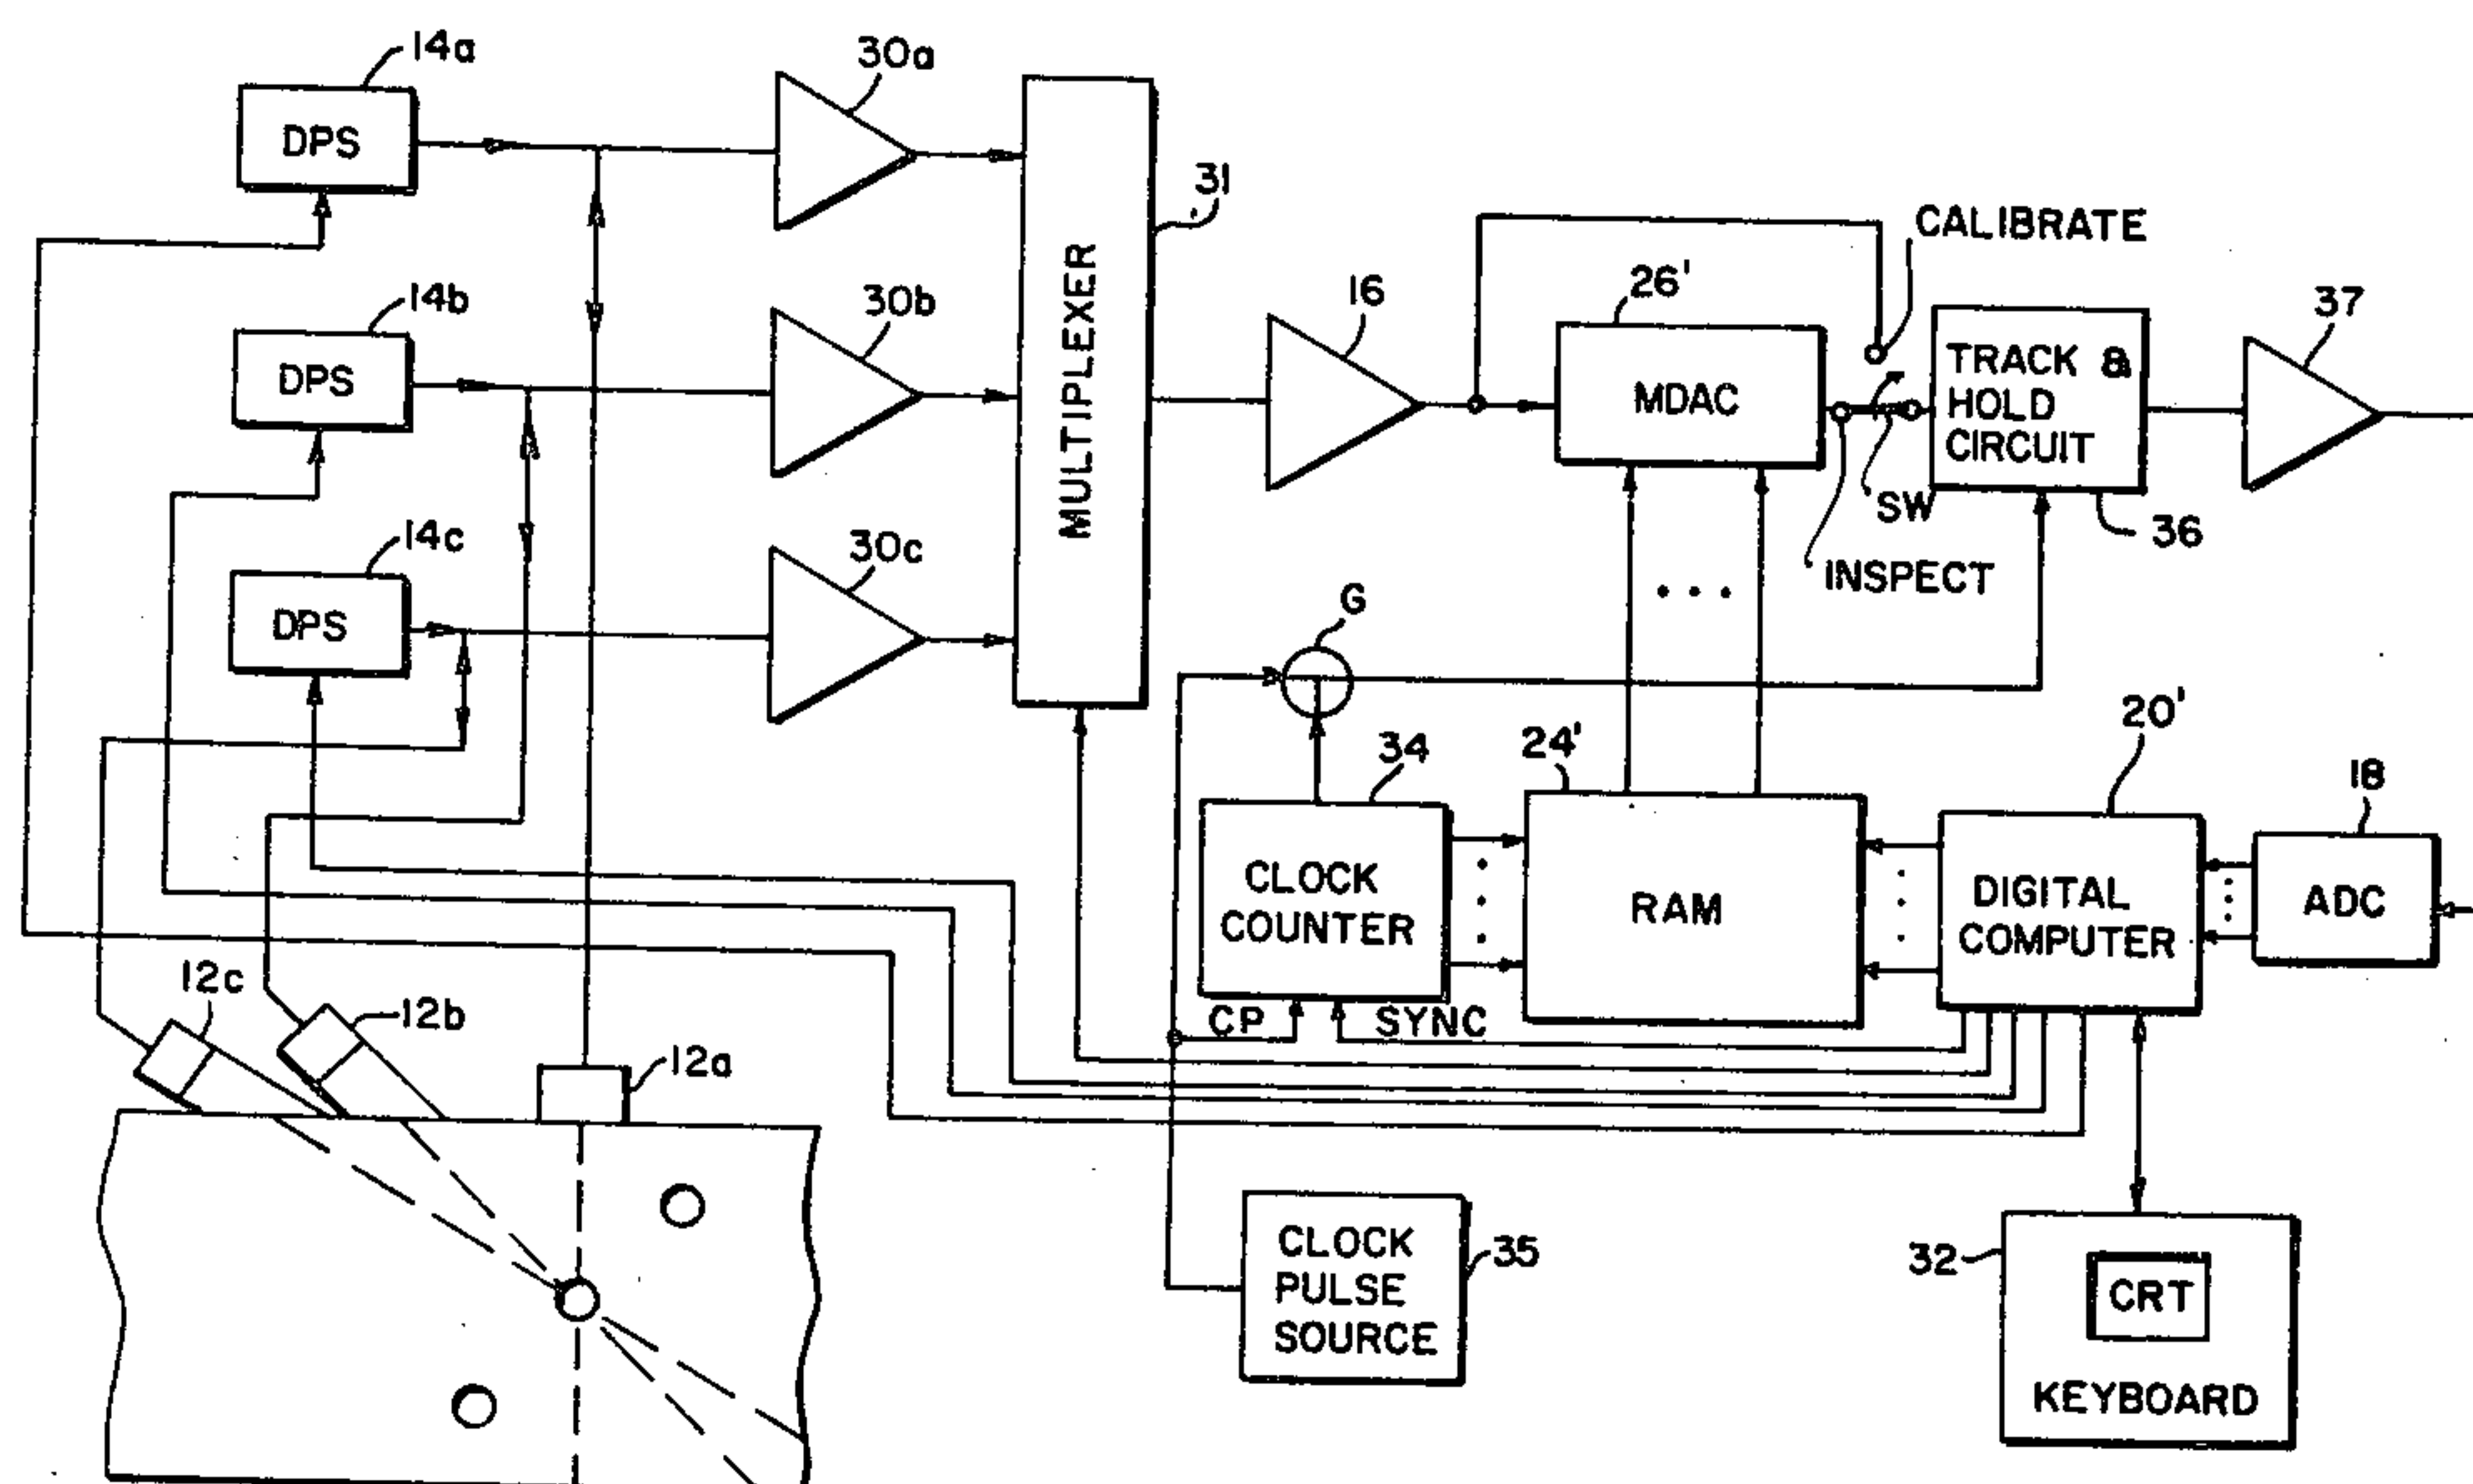 14a
30a
DPS
31
CALIBRATE
14b
30b
16
26'
37
DPS
MULTIPLEXER
MDAC
TRACK &
HOLD
CIRCUIT
SW
36
14c
30c
INSPECT
DPS
G
20'
34
24'
18
CLOCK
COUNTER
RAM
DIGITAL
COMPUTER
ADC
12c
12b
CP
SYNC
12a
CLOCK
PULSE
SOURCE
35
32
CRT
KEYBOARD